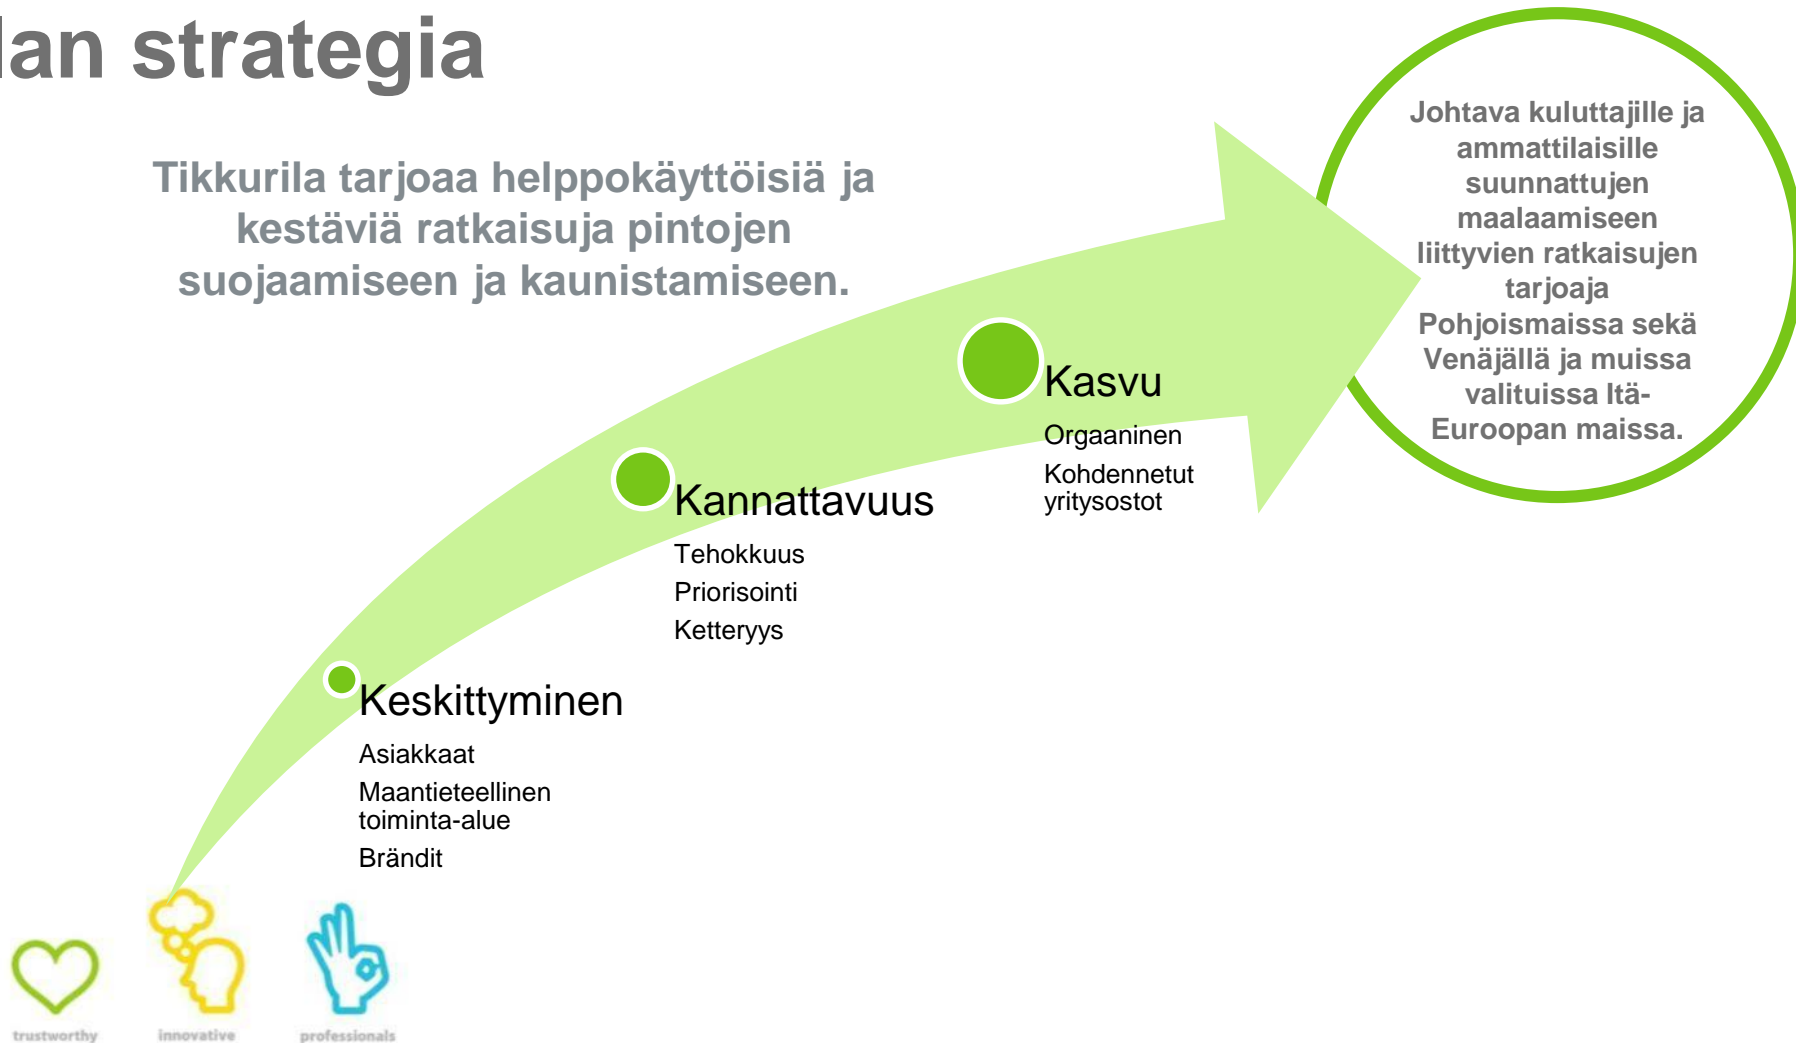 lan strategia
Tikkurila tarjoaa helppokäyttöisiä ja
kestäviä ratkaisuja pintojen
suojaamiseen ja kaunistamiseen.
Johtava kuluttajille ja
ammattilaisille
suunnattujen
maalaamiseen
liittyvien ratkaisujen
tarjoaja
Pohjoismaissa sekä
Venäjällä ja muissa
valituissa Itä-
Euroopan maissa.
Kasvu
Orgaaninen
Kohdennetut
yritysostot
Kannattavuus
Tehokkuus
Priorisointi
Ketteryys
Keskittyminen
Asiakkaat
Maantieteellinen
toiminta-alue
Brändit
trustworthy
innovative
professionals